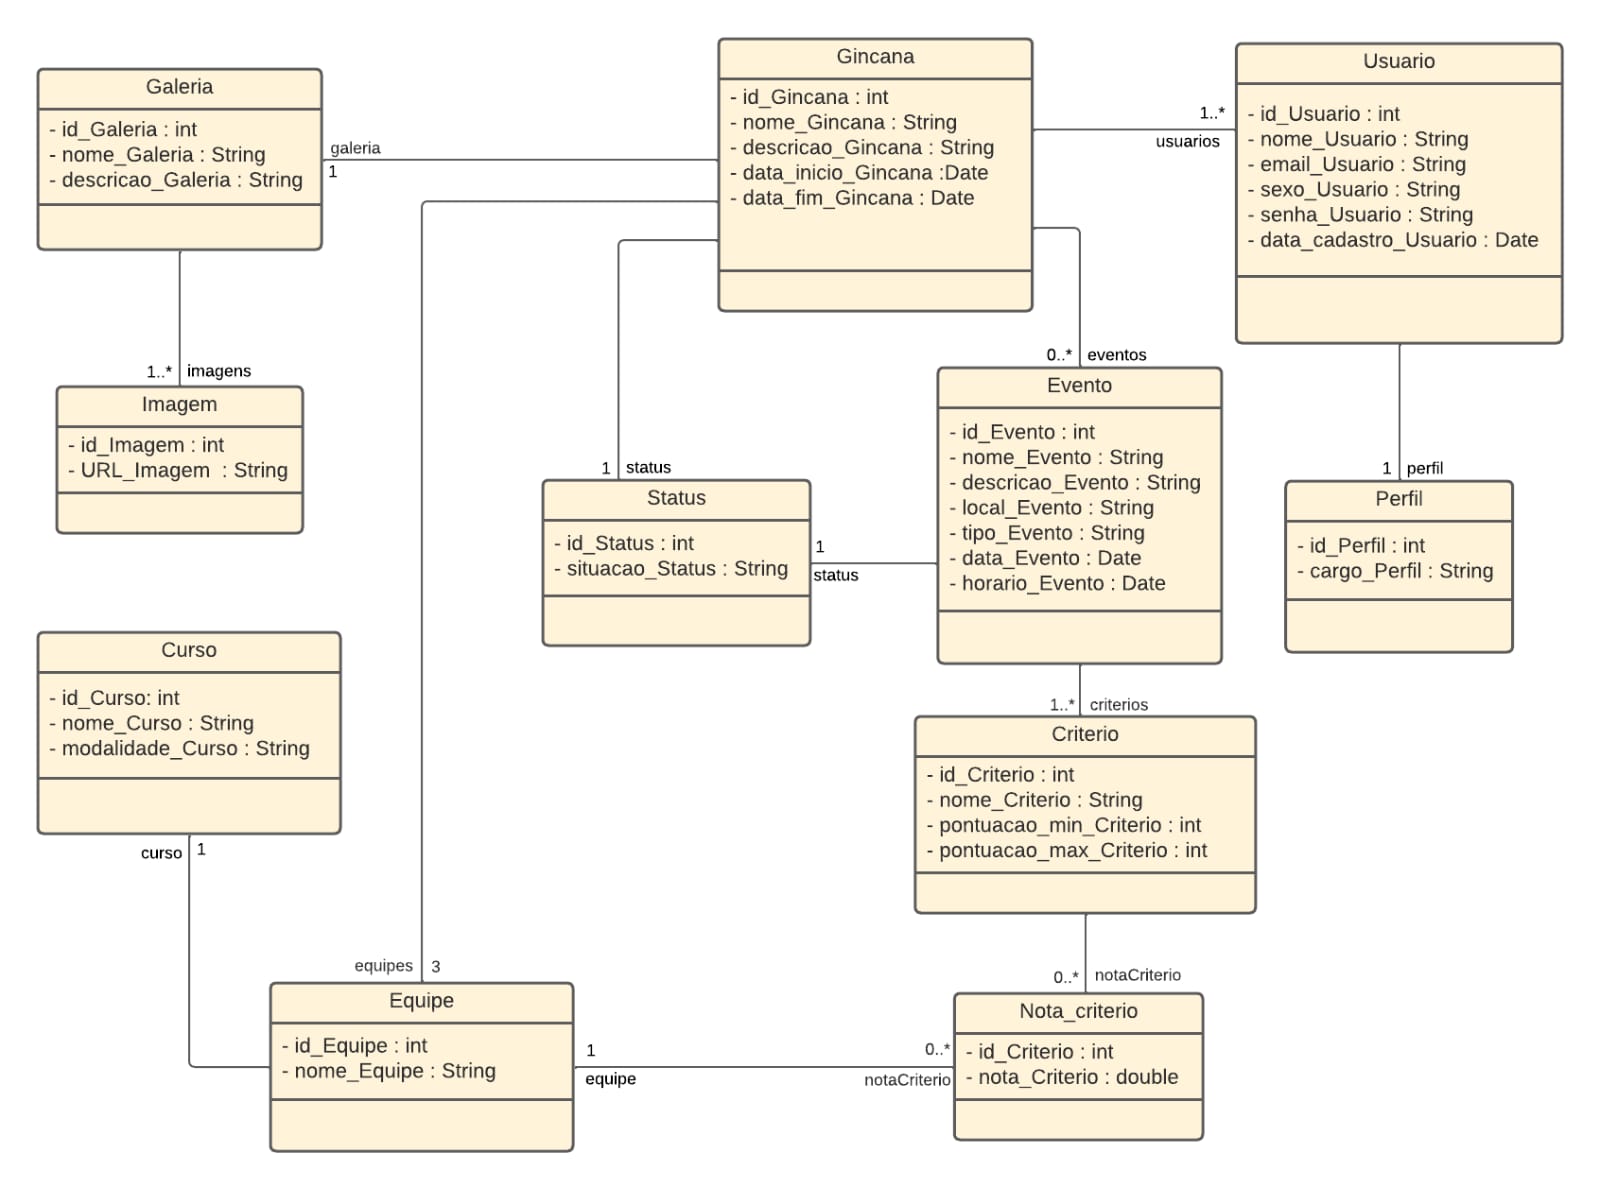 Galeria
- id_Galeria : int
- nome_Galeria : String
- descricao_Galeria : String
galeria
1
Gincana
- id_Gincana : int
- nome_Gincana : String
- descricao_Gincana : String
- data_inicio_Gincana :Date
- data_fim_Gincana : Date
1..*
usuarios
Usuario
- id_Usuario : int
- nome_Usuario : String
- email_Usuario : String
- sexo_Usuario : String
- senha_Usuario : String
- data_cadastro_Usuario : Date
1..* imagens
Imagem
- id_Imagem : int
- URL_Imagem : String
0..* eventos
Evento
- id_Evento : int
- nome_Evento : String
- descricao_Evento : String
- local_Evento : String
- tipo_Evento : String
- data_Evento : Date
- horario_Evento : Date
1 status
Status
- id_Status : int
- situacao_Status : String
1
status
1 perfil
Perfil
- id_Perfil : int
- cargo_Perfil : String
Curso
- id_Curso: int
- nome_Curso : String
- modalidade_Curso : String
curso 1
1..* criterios
Criterio
- id_Criterio : int
- nome_Criterio : String
- pontuacao_min_Criterio : int
- pontuacao_max_Criterio : int
equipes 3
Equipe
- id_Equipe : int
- nome_Equipe : String
1
equipe
0..*
notaCriterio
0..* notaCriterio
Nota_criterio
- id_Criterio : int
- nota_Criterio : double